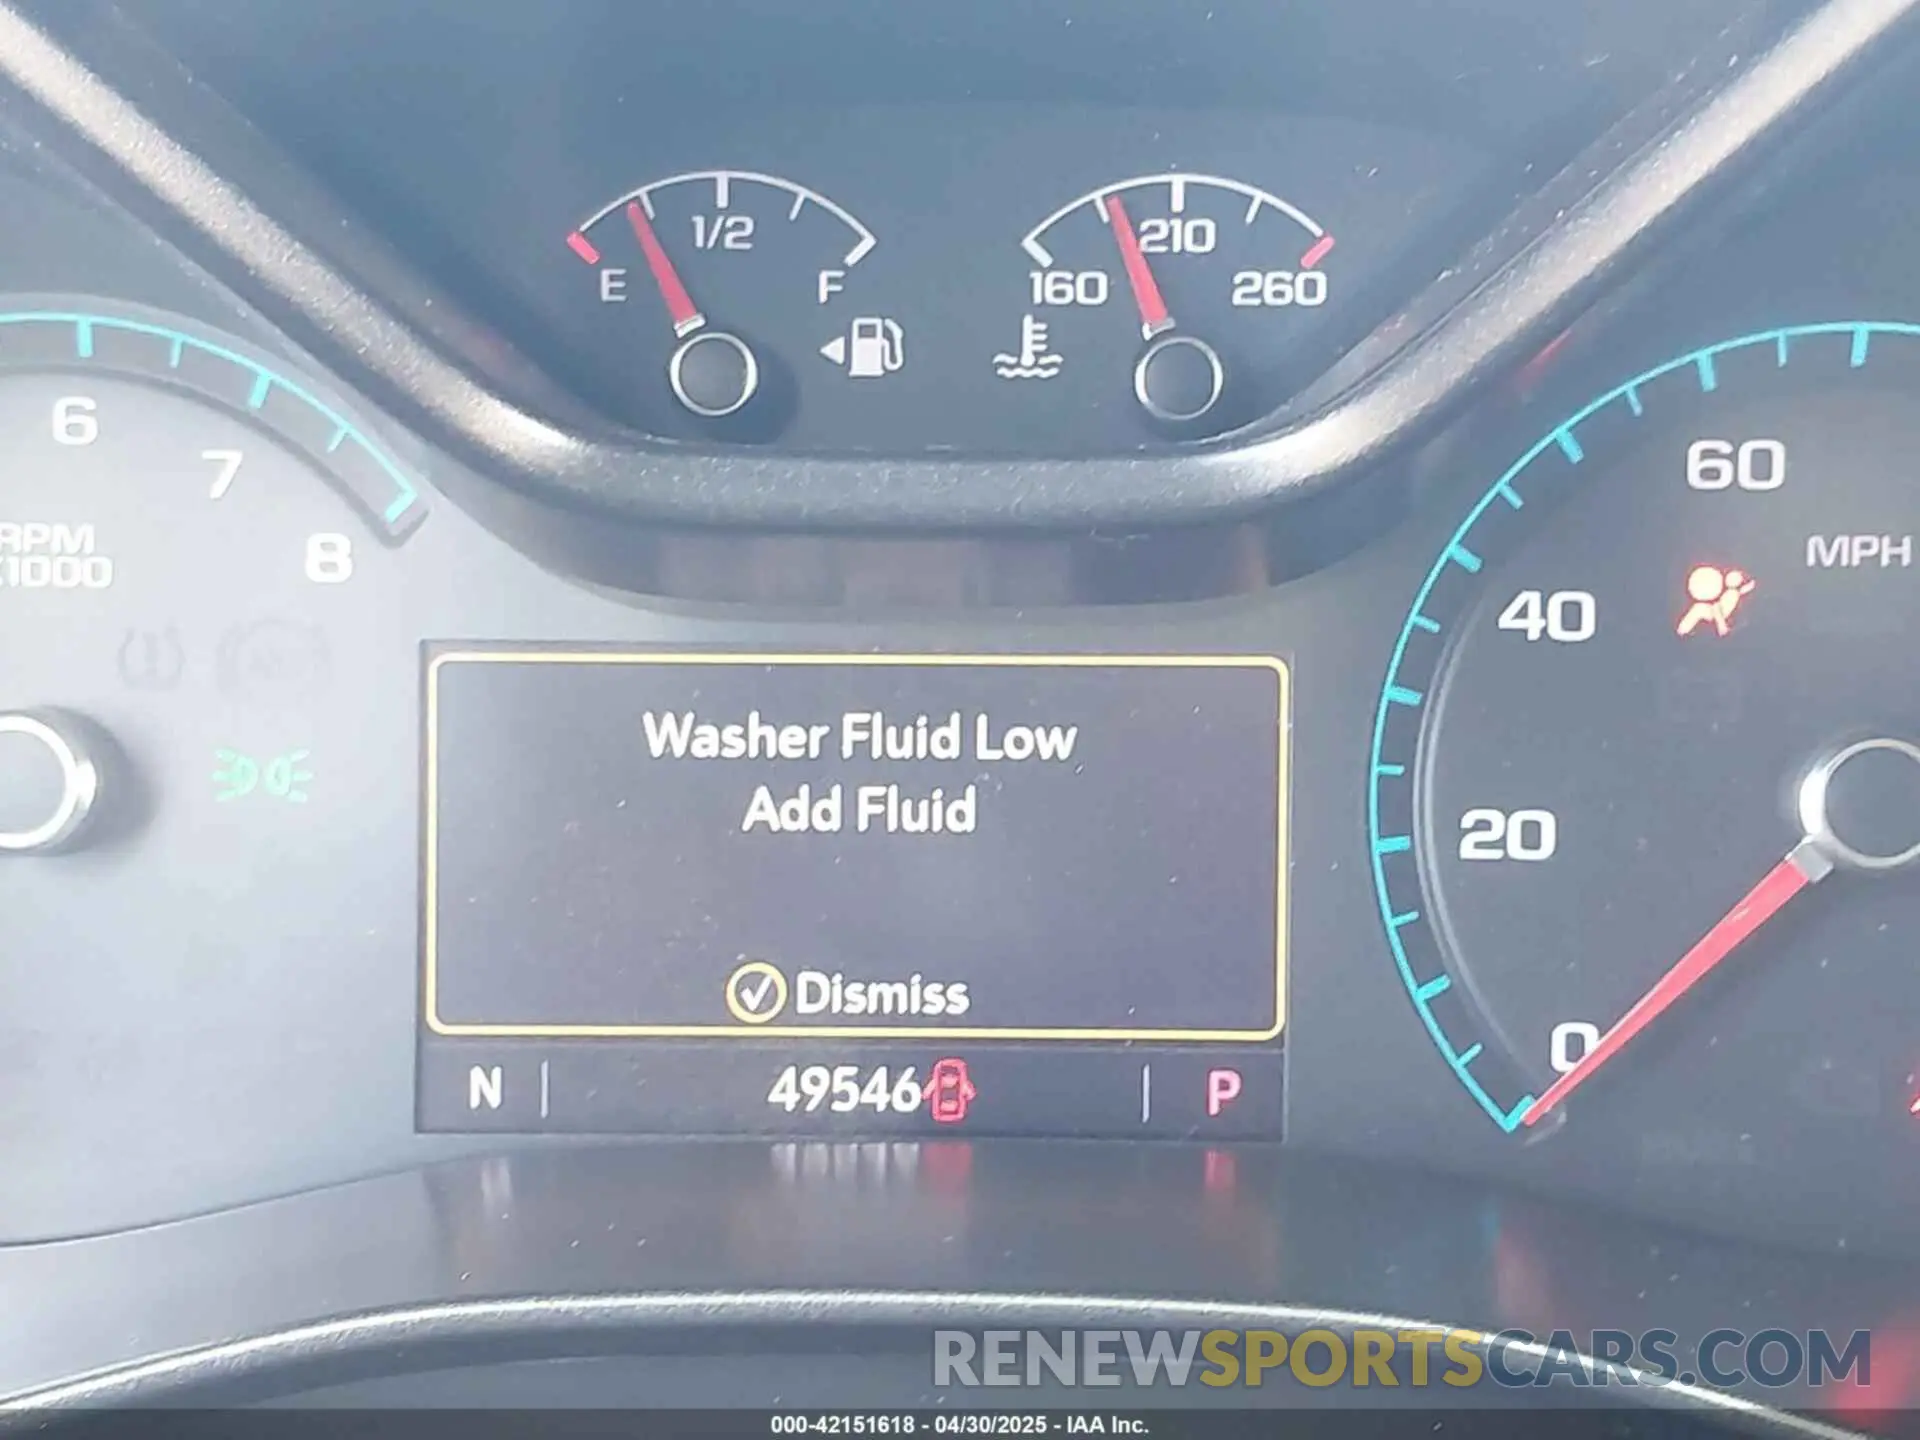 1/2
E
F
210
160
260
6
7
8
RPM
X1000
60
MPH
40
20
0
Washer Fluid Low
Add Fluid
Dismiss
N
49546
P
RENEWSPORTSCARS.COM
000-42151618 - 04/30/2025 - IAA Inc.